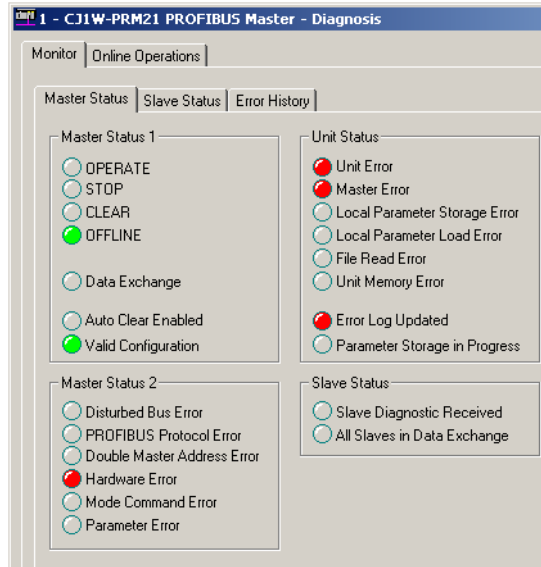 1 - CJ1W-PRM21 PROFIBUS Master - Diagnosis
Monitor
Online Operations
Master Status
Slave Status
Error History
Master Status 1
OPERATE
STOP
CLEAR
OFFLINE
Data Exchange
Auto Clear Enabled
Valid Configuration
Unit Status
Unit Error
Master Error
Local Parameter Storage Error
Local Parameter Load Error
File Read Error
Unit Memory Error
Error Log Updated
Parameter Storage in Progress
Master Status 2
Disturbed Bus Error
PROFIBUS Protocol Error
Double Master Address Error
Hardware Error
Mode Command Error
Parameter Error
Slave Status
Slave Diagnostic Received
All Slaves in Data Exchange